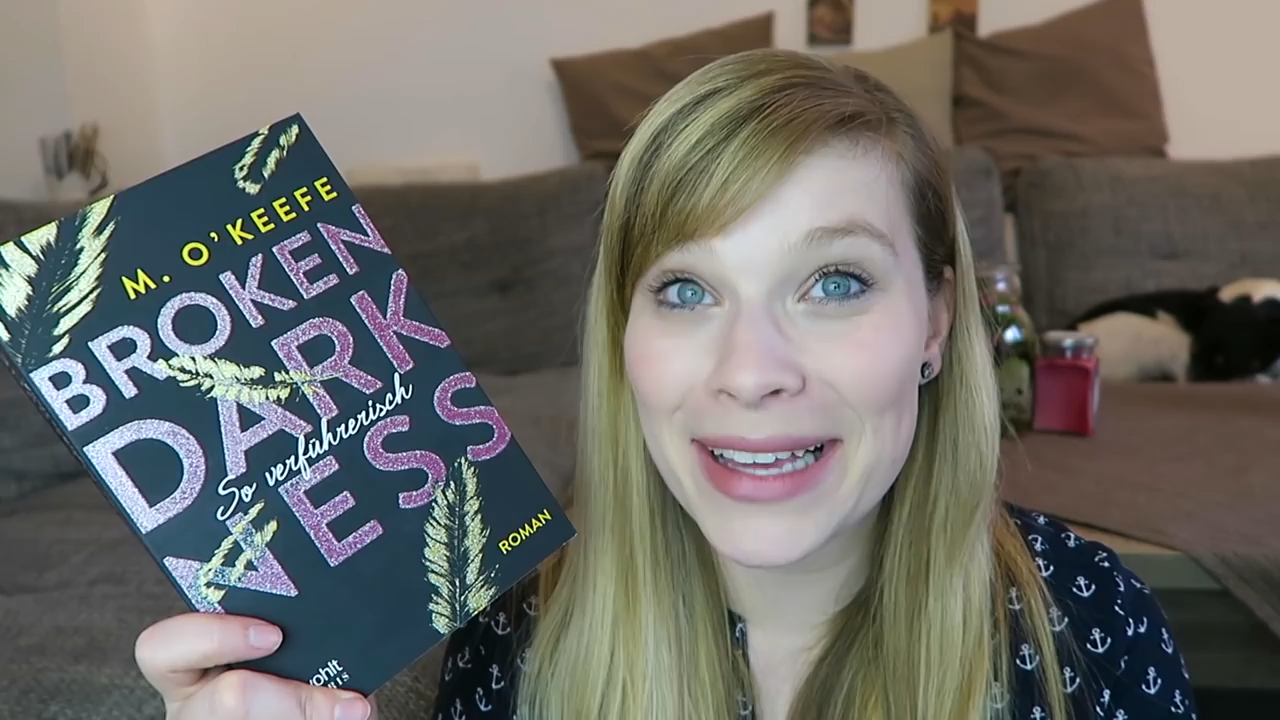 M. O'KEEFE
BROKEN
DARK
So verführerisch
NESS
ROMAN